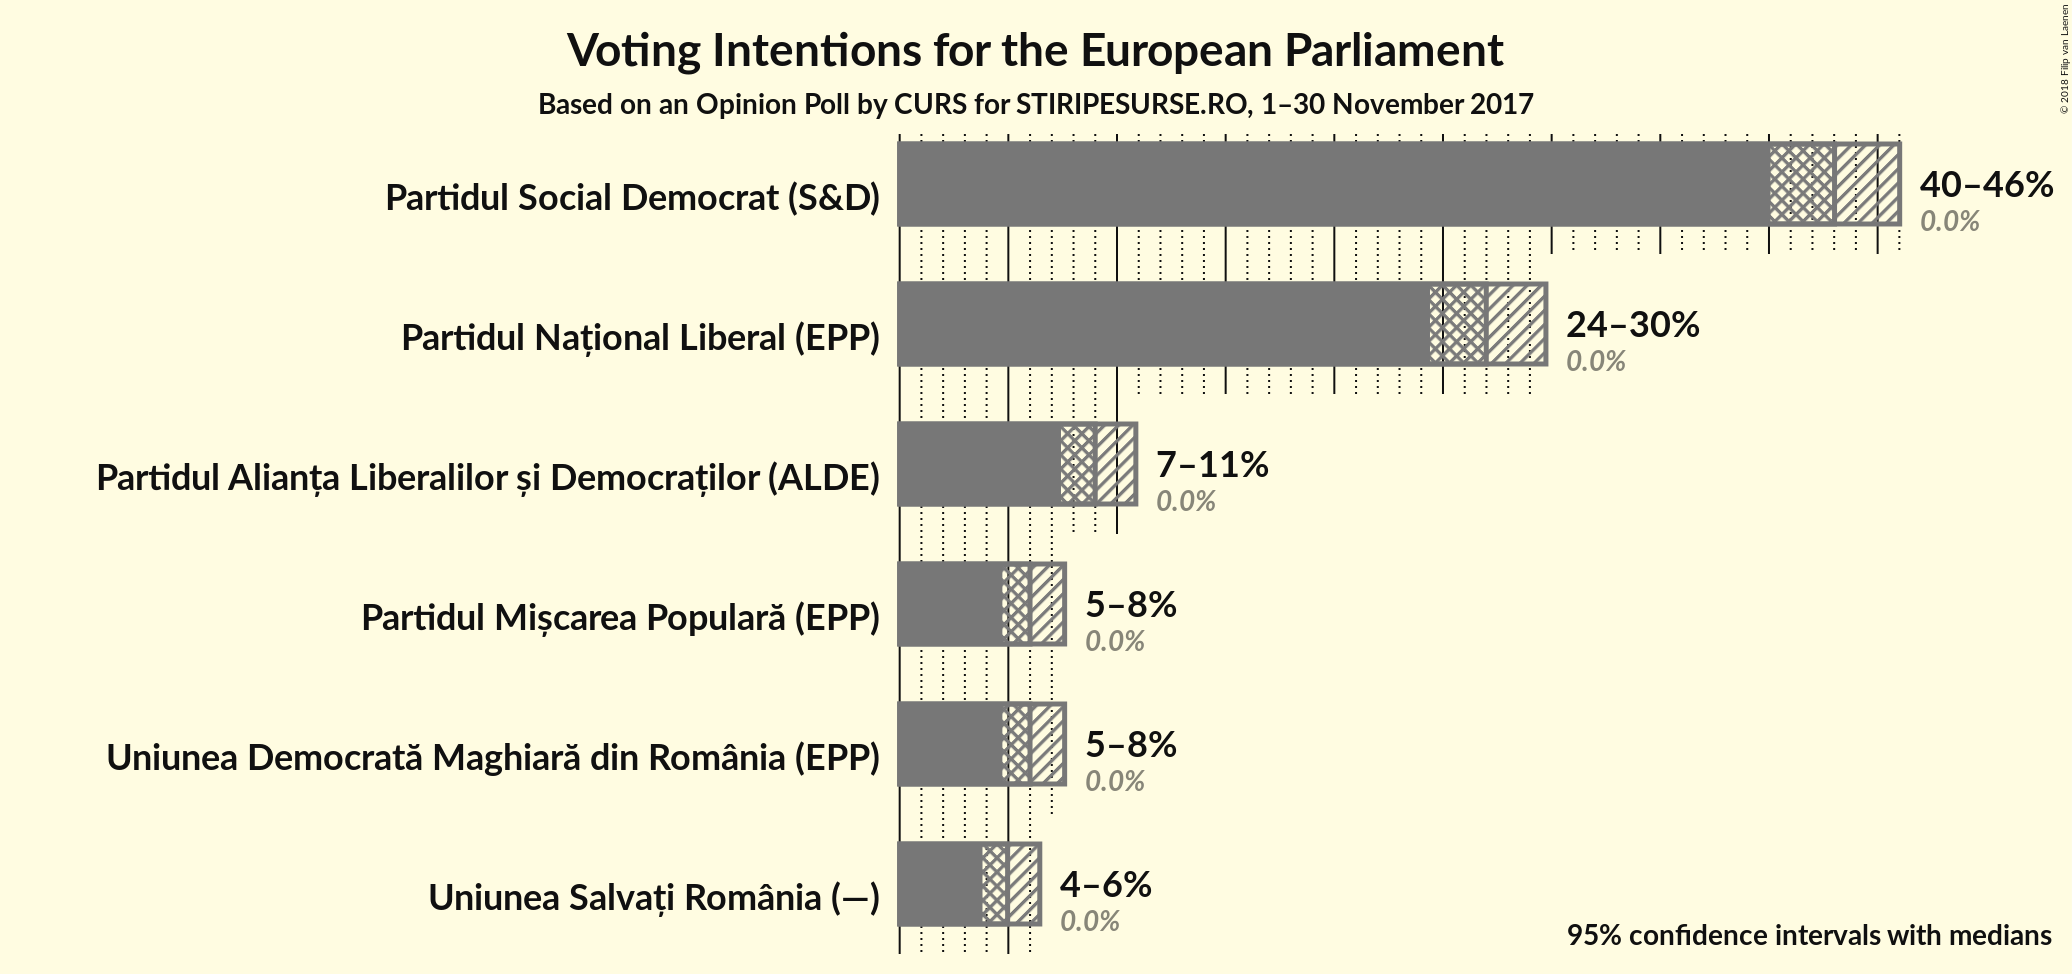 Voting Intentions for the European Parliament
Based on an Opinion Poll by CURS for STIRIPESURSE.RO, 1–30 November 2017
© 2018 Filip van Laenen
Partidul Social Democrat (S&D)
40–46%
0.0%
Partidul Național Liberal (EPP)
24–30%
0.0%
Partidul Alianța Liberalilor și Democraților (ALDE)
7–11%
0.0%
Partidul Mișcarea Populară (EPP)
5–8%
0.0%
Uniunea Democrată Maghiară din România (EPP)
5–8%
0.0%
Uniunea Salvați România (—)
4–6%
0.0%
95% confidence intervals with medians